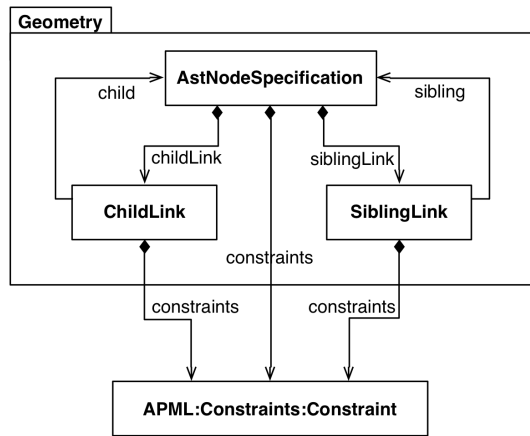 Geometry
AstNodeSpecification
child
sibling
childLink
siblingLink
ChildLink
SiblingLink
constraints
constraints
constraints
APML:Constraints:Constraint